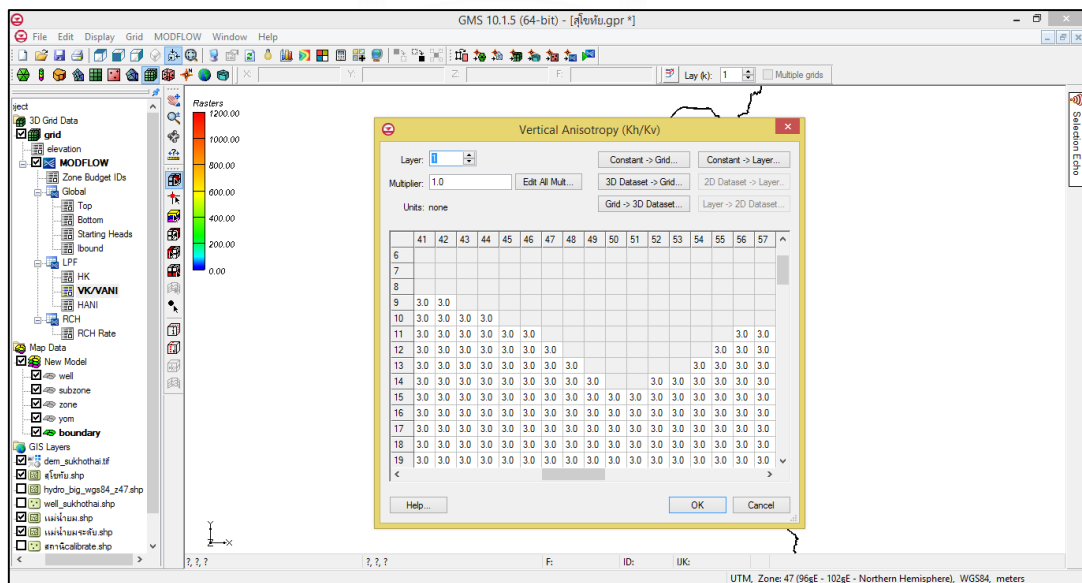 GMS 10.1.5 (64-bit) - [สุโขทัย.gpr *]
File Edit Display Grid MODFLOW Window Help
X: Y: Z: F: Lay (k): 1 Multiple grids
ject
3D Grid Data
grid
elevation
MODFLOW
Zone Budget IDs
Global
Top
Bottom
Starting Heads
Ibound
LPF
HK
VK/VANI
HANI
RCH
RCH Rate
Map Data
New Model
well
subzone
zone
yom
boundary
GIS Layers
dem_sukhothai.tif
สุโขทัย.shp
hydro_big_wgs84_z47.shp
well_sukhothai.shp
แม่น้ำยม.shp
แม่น้ำยมระดับ.shp
สถานีcalibrate.shp
Rasters
1200.00
1000.00
800.00
600.00
400.00
200.00
0.00
Vertical Anisotropy (Kh/Kv)
Layer: 1 Constant -> Grid... Constant -> Layer...
Multiplier: 1.0 Edit All Mult... 3D Dataset -> Grid... 2D Dataset -> Layer...
Units: none Grid -> 3D Dataset... Layer -> 2D Dataset...
41 42 43 44 45 46 47 48 49 50 51 52 53 54 55 56 57
6
7
8
9 3.0 3.0
10 3.0 3.0 3.0 3.0
11 3.0 3.0 3.0 3.0 3.0 3.0 3.0 3.0
12 3.0 3.0 3.0 3.0 3.0 3.0 3.0 3.0 3.0 3.0
13 3.0 3.0 3.0 3.0 3.0 3.0 3.0 3.0 3.0 3.0 3.0 3.0
14 3.0 3.0 3.0 3.0 3.0 3.0 3.0 3.0 3.0 3.0 3.0 3.0 3.0 3.0 3.0
15 3.0 3.0 3.0 3.0 3.0 3.0 3.0 3.0 3.0 3.0 3.0 3.0 3.0 3.0 3.0 3.0 3.0
16 3.0 3.0 3.0 3.0 3.0 3.0 3.0 3.0 3.0 3.0 3.0 3.0 3.0 3.0 3.0 3.0 3.0
17 3.0 3.0 3.0 3.0 3.0 3.0 3.0 3.0 3.0 3.0 3.0 3.0 3.0 3.0 3.0 3.0 3.0
18 3.0 3.0 3.0 3.0 3.0 3.0 3.0 3.0 3.0 3.0 3.0 3.0 3.0 3.0 3.0 3.0 3.0
19 3.0 3.0 3.0 3.0 3.0 3.0 3.0 3.0 3.0 3.0 3.0 3.0 3.0 3.0 3.0 3.0 3.0
Help... OK Cancel
Selection Echo
Y
Z X
?, ?, ? ?, ?, ? F: ID: IJK:
UTM, Zone: 47 (96gE - 102gE - Northern Hemisphere), WGS84, meters